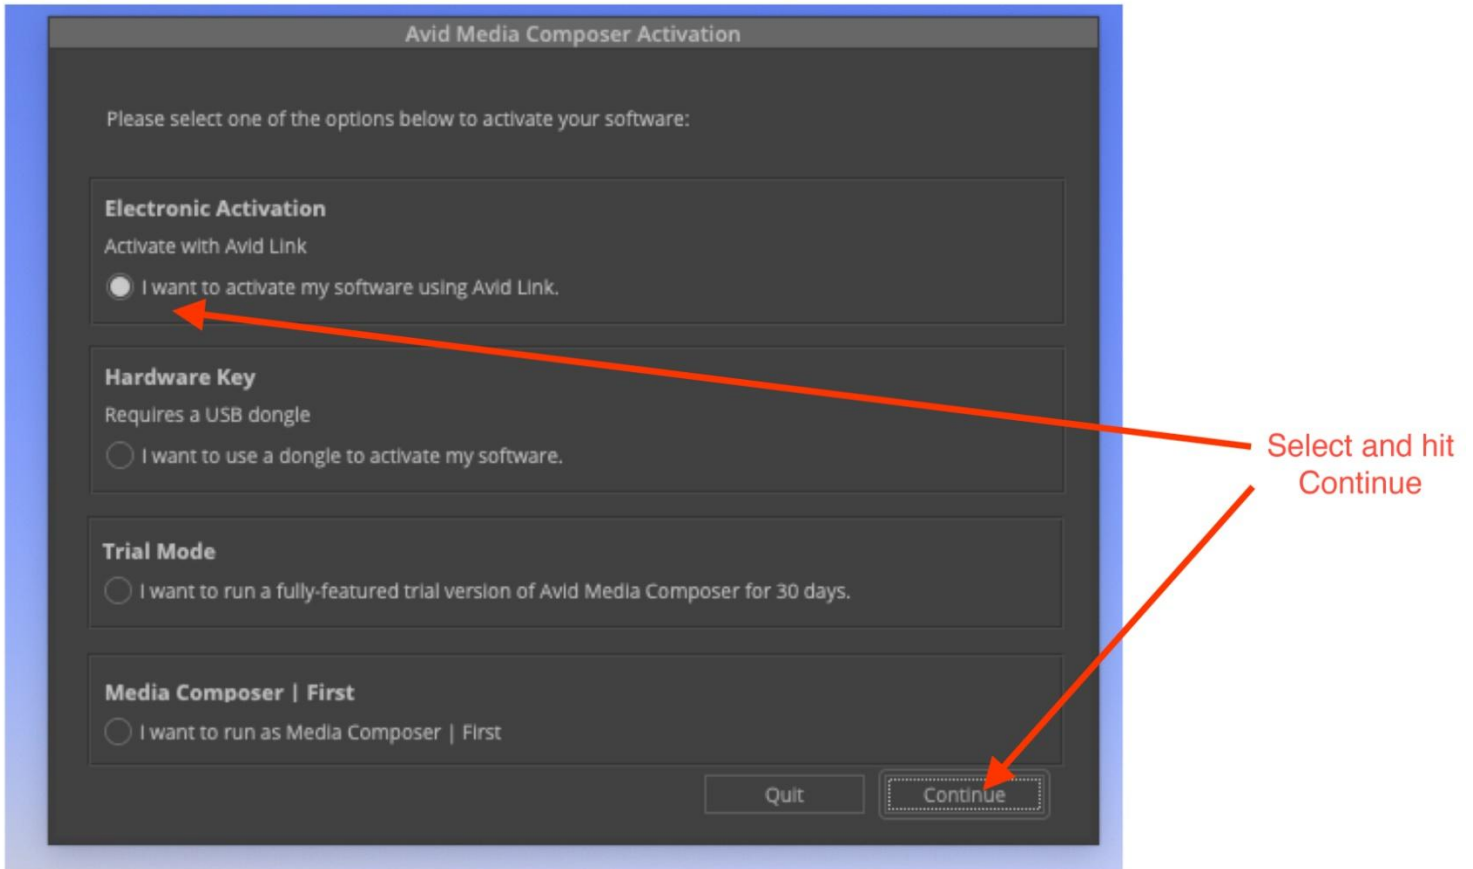 Avid Media Composer Activation
Please select one of the options below to activate your software:
Electronic Activation
Activate with Avid Link
I want to activate my software using Avid Link.
Hardware Key
Requires a USB dongle
I want to use a dongle to activate my software.
Trial Mode
I want to run a fully-featured trial version of Avid Media Composer for 30 days.
Media Composer | First
I want to run as Media Composer | First
Quit
Continue
Select and hit
Continue